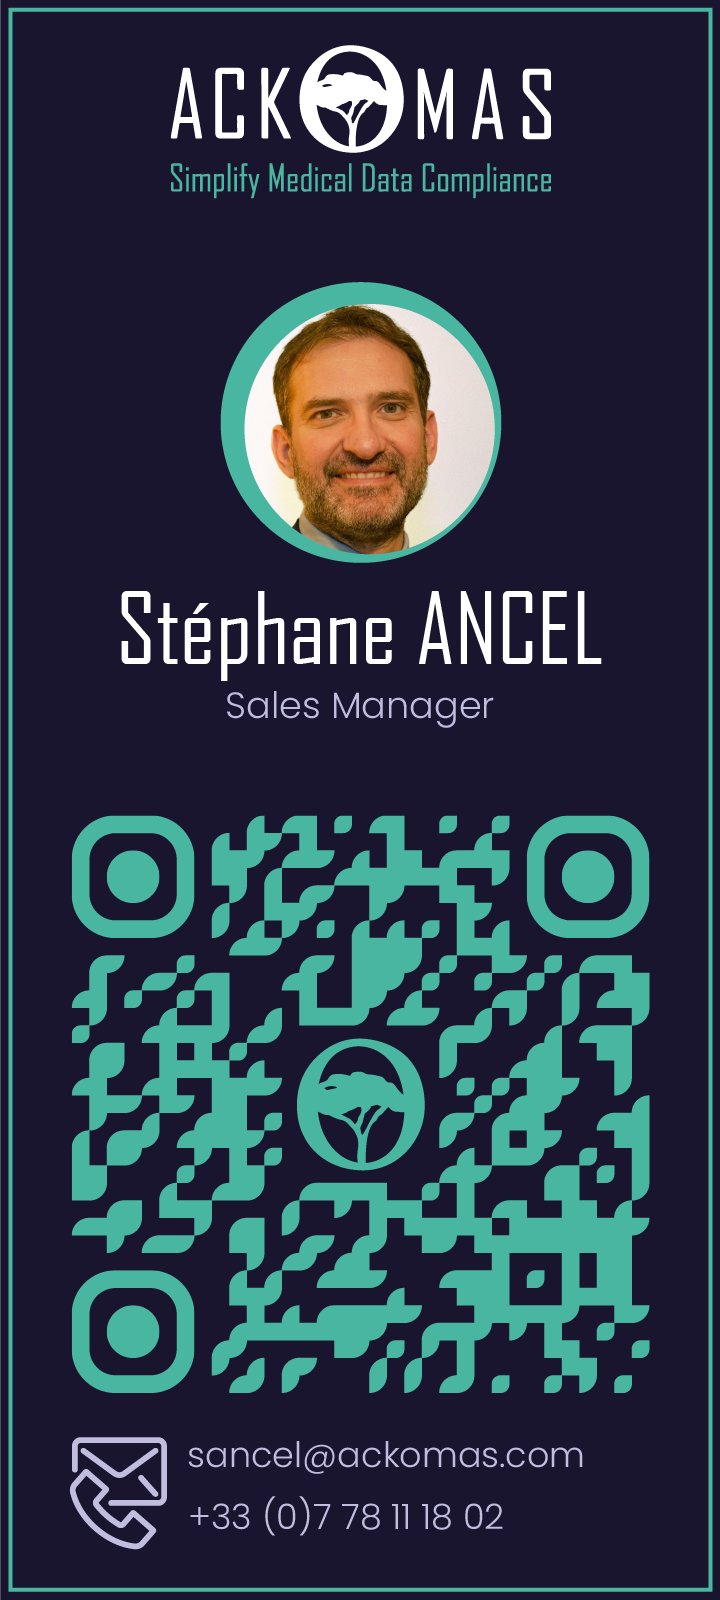 ACKOMAS
Simplify Medical Data Compliance
Stéphane ANCEL
Sales Manager
sancel@ackomas.com
+33 (0)7 78 11 18 02